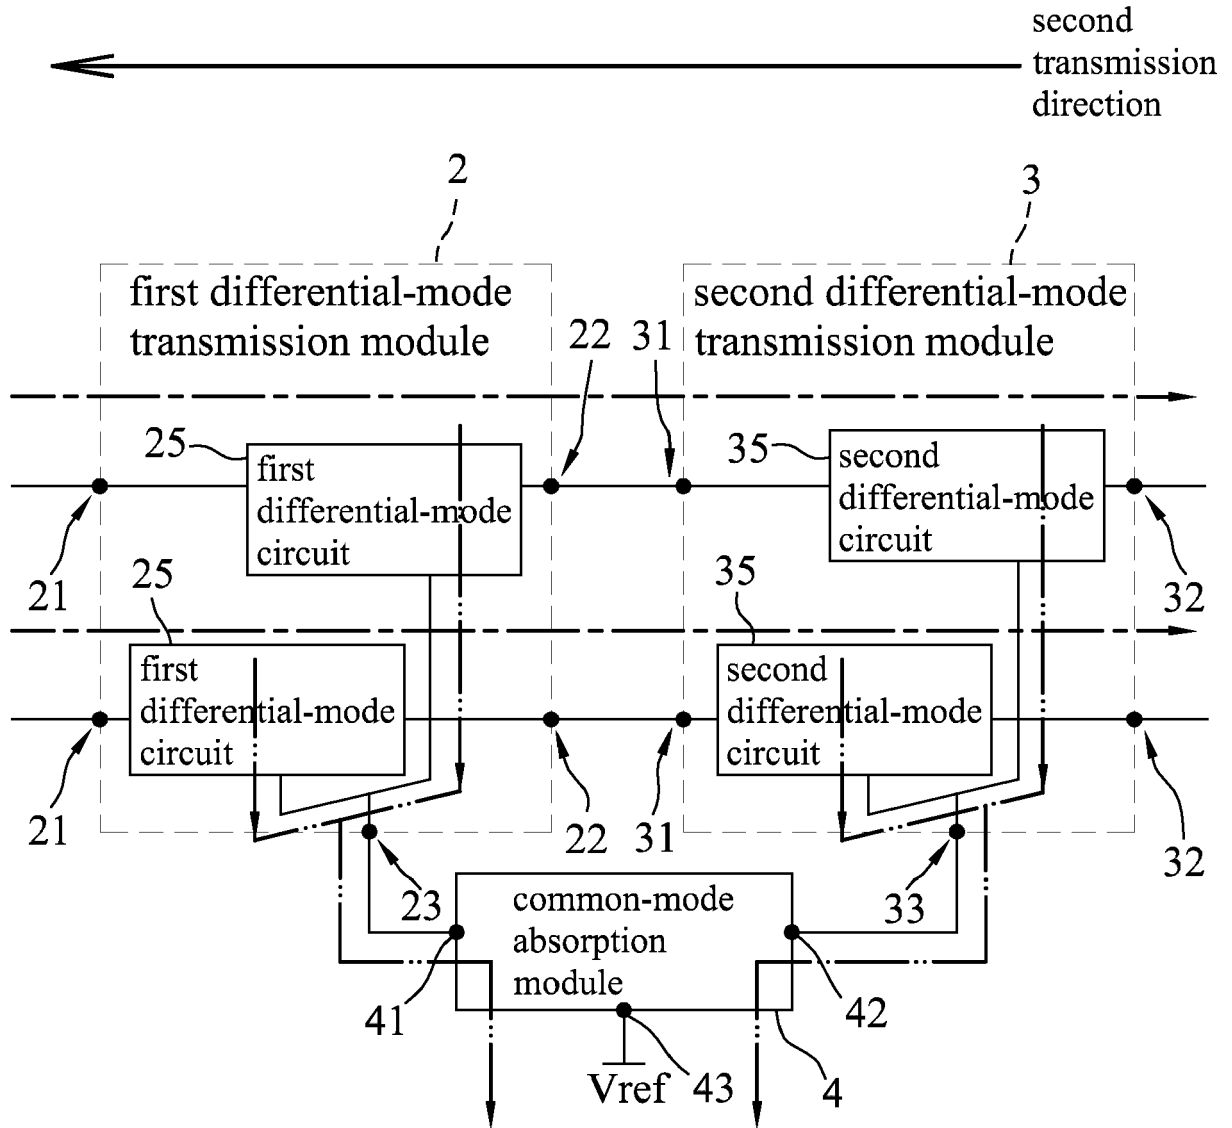 second
transmission
direction
2
3
first differential-mode
transmission module
second differential-mode
transmission module
22
31
25
35
first
differential-mode
circuit
second
differential-mode
circuit
21
25
35
32
first
differential-mode
circuit
second
differential-mode
circuit
21
22
31
32
23
33
common-mode
absorption
module
41
42
43
4
Vref